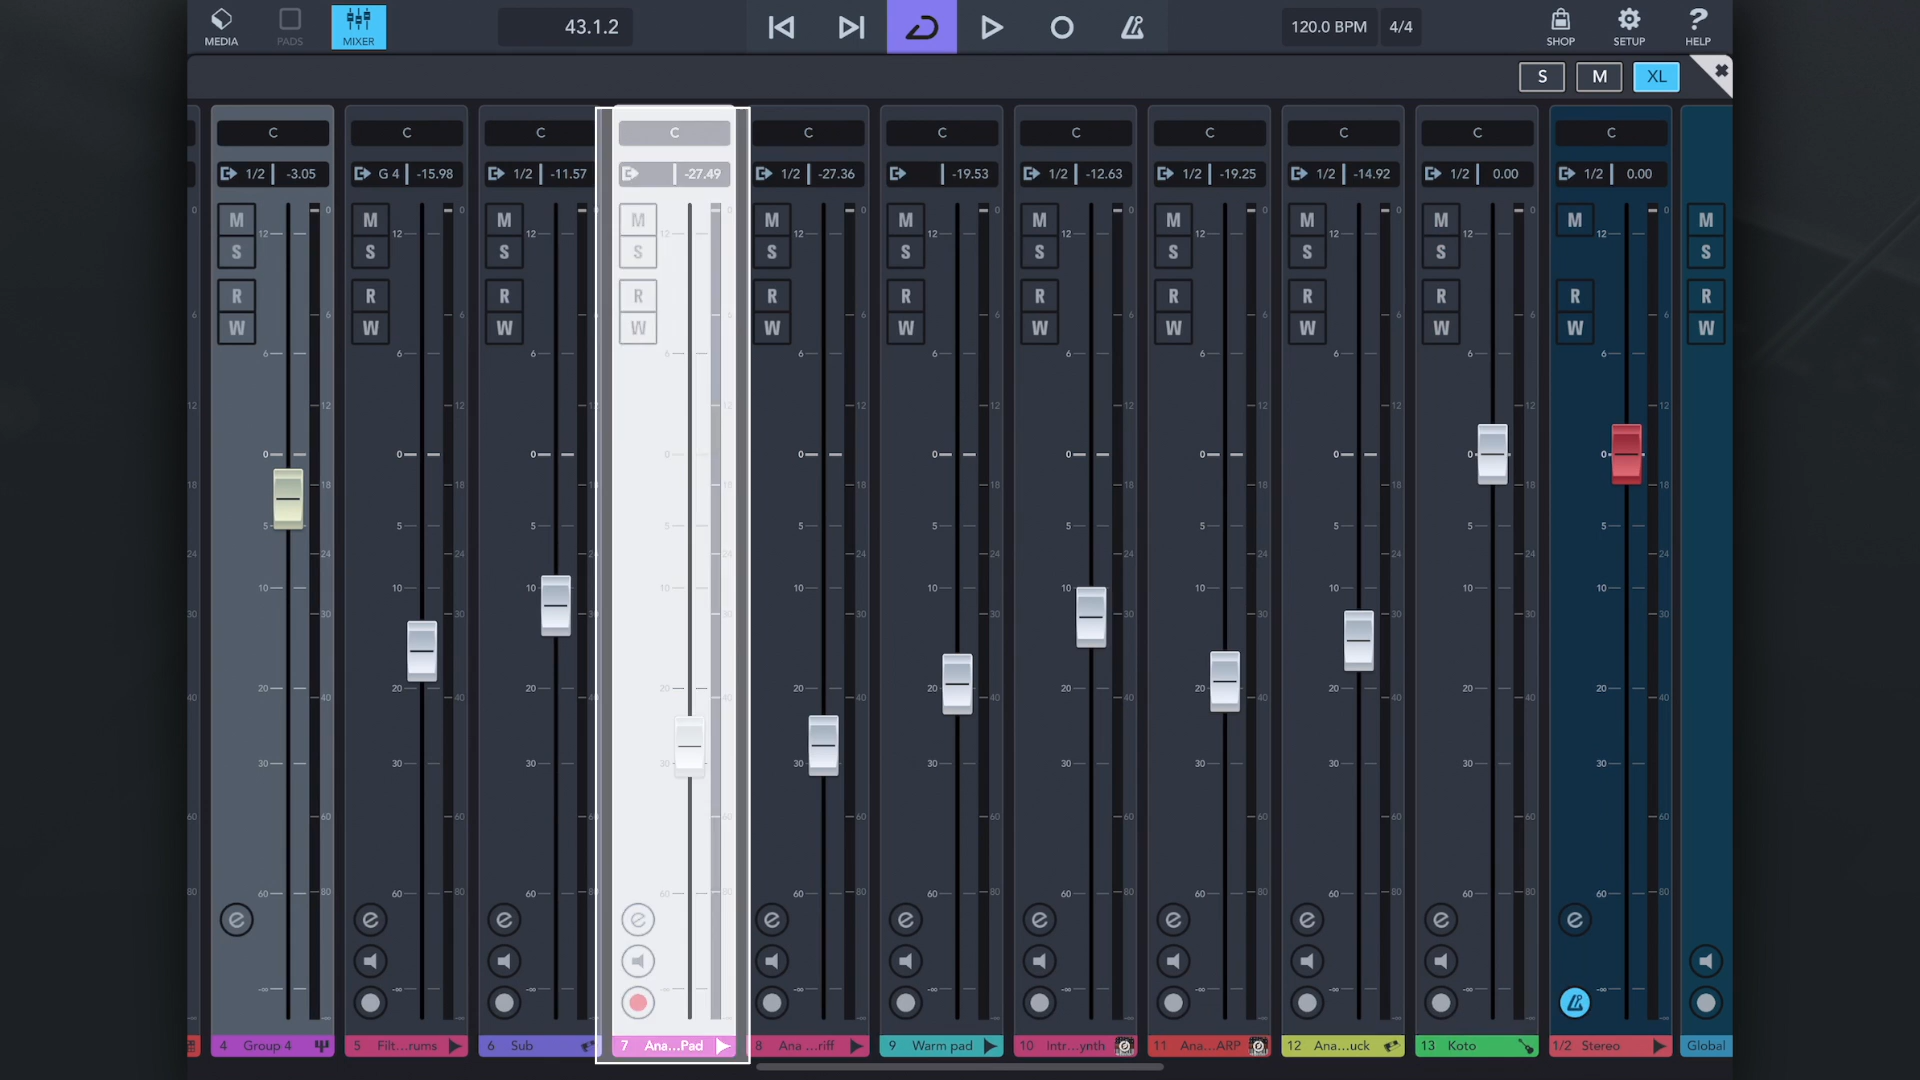 MEDIA PADS MIXER 43.1.2 120.0 BPM 4/4 SHOP SETUP ? HELP
S M XL
C C C C C C C C C C C
1/2 -3.05 G 4 -15.98 1/2 -11.57 -27.49 1/2 -27.36 -19.53 1/2 -12.63 1/2 -19.25 1/2 -14.92 1/2 0.00 1/2 0.00
M M M M M M M M M M M M
S S S S S S S S S S S
R R R R R R R R R R R R
W W W W W W W W W W W W
e e e e e e e e e e e
4 Group 4 5 Filt...rums 6 Sub 7 Ana...Pad 8 Ana ...riff 9 Warm pad 10 Intr...ynth 11 Ana...ARP 12 Ana...uck 13 Koto 1/2 Stereo Global